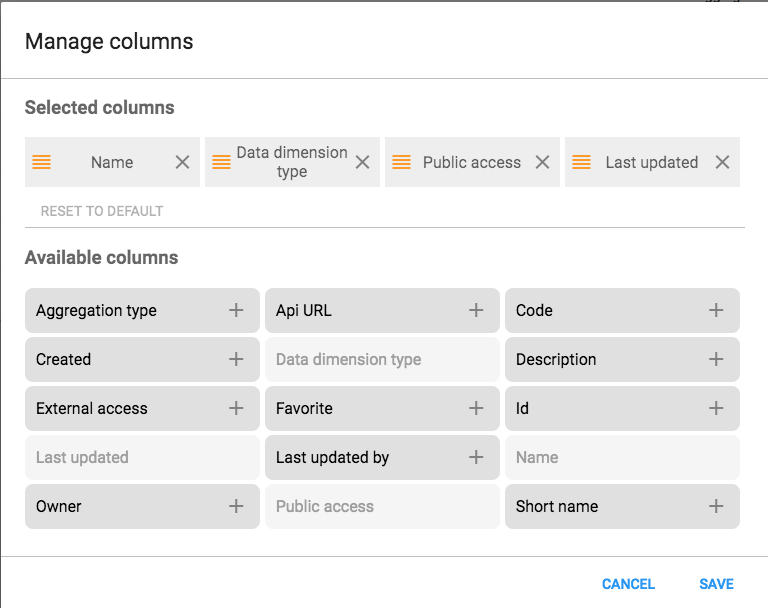 Manage columns
Selected columns
Name
Data dimension
type
Public access
Last updated
RESET TO DEFAULT
Available columns
Aggregation type
Api URL
Code
Created
Data dimension type
Description
External access
Favorite
Id
Last updated
Last updated by
Name
Owner
Public access
Short name
CANCEL
SAVE